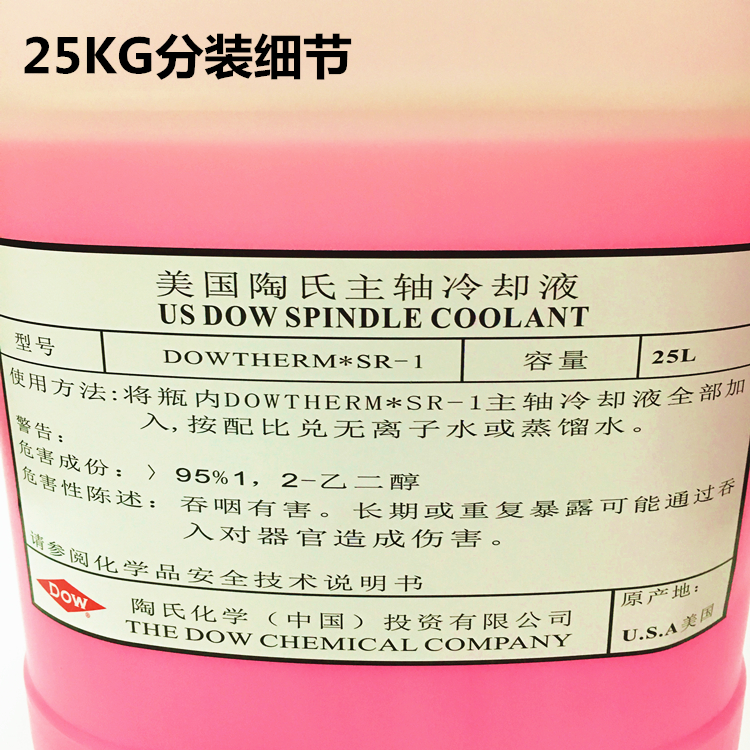 25KG分装细节
美国陶氏主轴冷却液
US DOW SPINDLE COOLANT
型号 DOWTHERM*SR-1 容量 25L
使用方法:将瓶内DOWTHERM*SR-1主轴冷却液全部加
入,按配比兑无离子水或蒸馏水。
警告:
危害成份:〉95%1，2-乙二醇
危害性陈述:吞咽有害。长期或重复暴露可能通过吞
入对器官造成伤害。
请参阅化学品安全技术说明书
DOW
陶氏化学（中国）投资有限公司
THE DOW CHEMICAL COMPANY
原产地:
U.S.A美国